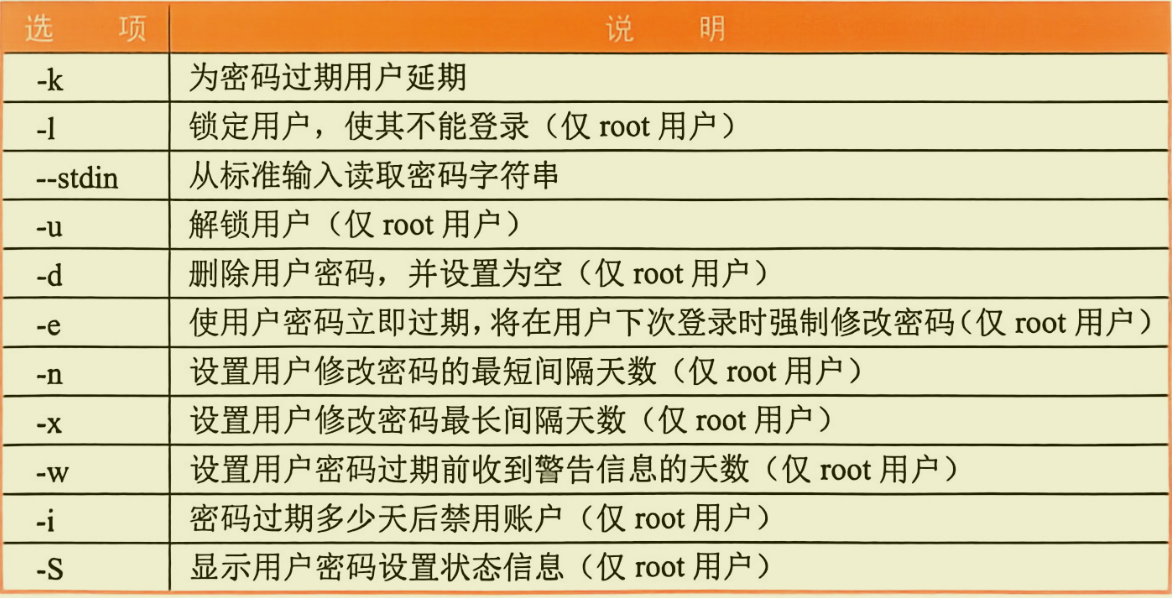 选 项 说 明
-k 为密码过期用户延期
-l 锁定用户，使其不能登录（仅 root 用户）
--stdin 从标准输入读取密码字符串
-u 解锁用户（仅 root 用户）
-d 删除用户密码，并设置为空（仅 root 用户）
-e 使用户密码立即过期，将在用户下次登录时强制修改密码（仅 root 用户）
-n 设置用户修改密码的最短间隔天数（仅 root 用户）
-x 设置用户修改密码最长间隔天数（仅 root 用户）
-w 设置用户密码过期前收到警告信息的天数（仅 root 用户）
-i 密码过期多少天后禁用账户（仅 root 用户）
-S 显示用户密码设置状态信息（仅 root 用户）